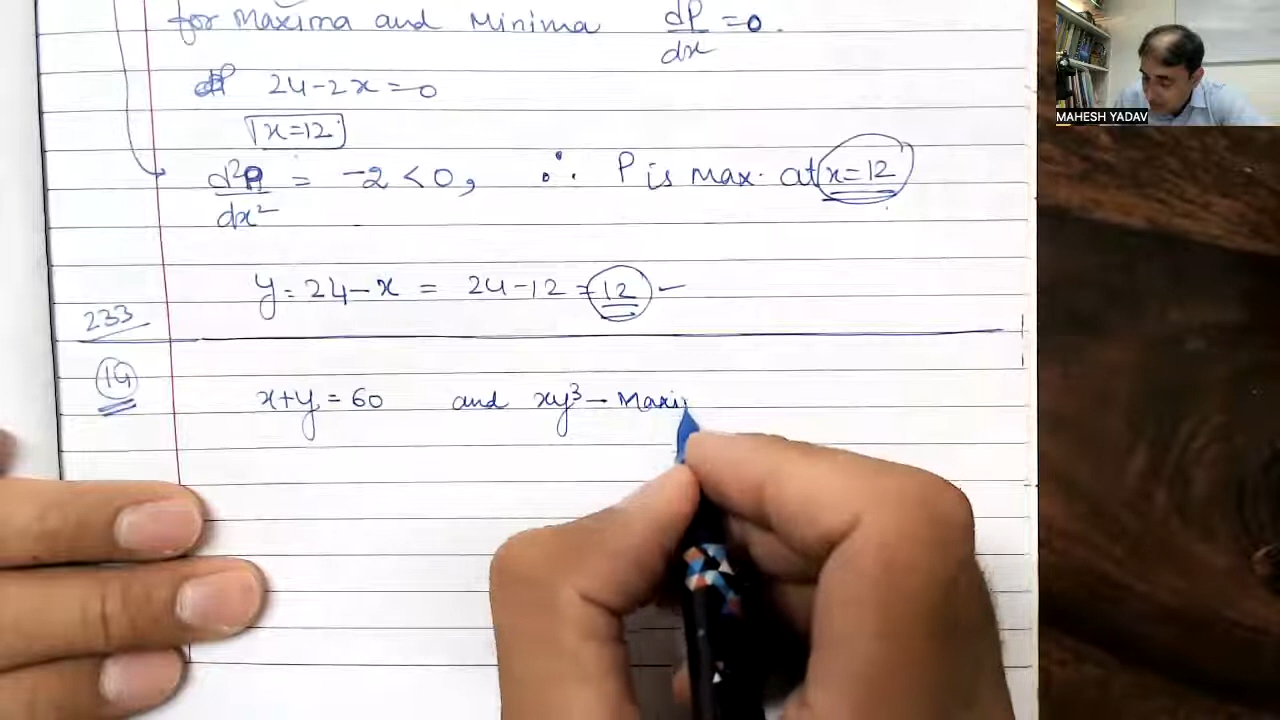 for Maxima and Minima dP/dx = 0.
24-2x=0
x=12
d²P/dx² = -2<0, ∴ P is max. at x=12
y=24-x = 24-12 = 12
233
14
x+y=60 and xy³ - Maxi
MAHESH YADAV